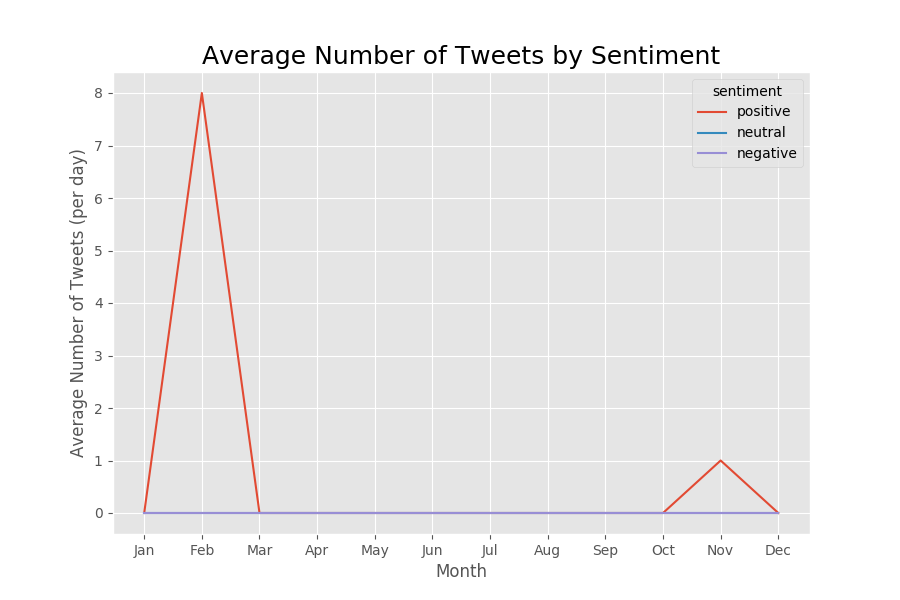 Average Number of Tweets by Sentiment
sentiment
positive
neutral
negative
Average Number of Tweets (per day)
8
7
6
5
4
3
2
1
0
Jan Feb Mar Apr May Jun Jul Aug Sep Oct Nov Dec
Month